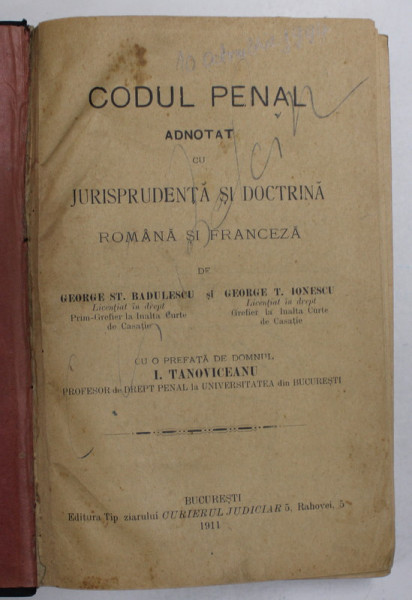 CODUL PENAL
ADNOTAT
CU
JURISPRUDENTĂ ȘI DOCTRINĂ
ROMÂNĂ ȘI FRANCEZĂ
DE
GEORGE ST. RADULESCU și GEORGE T. IONESCU
Licențiat în drept Licențiat în drept
Prim-Grefier la Inalta Curte Grefier la Inalta Curte
de Casație de Casație
CU O PREFAȚĂ DE DOMNUL
I. TANOVICEANU
PROFESOR de DREPT PENAL la UNIVERSITATEA din BUCUREȘTI
BUCUREȘTI
Editura Tip ziarului CURIERUL JUDICIAR 5, Rahovei, 5
1911